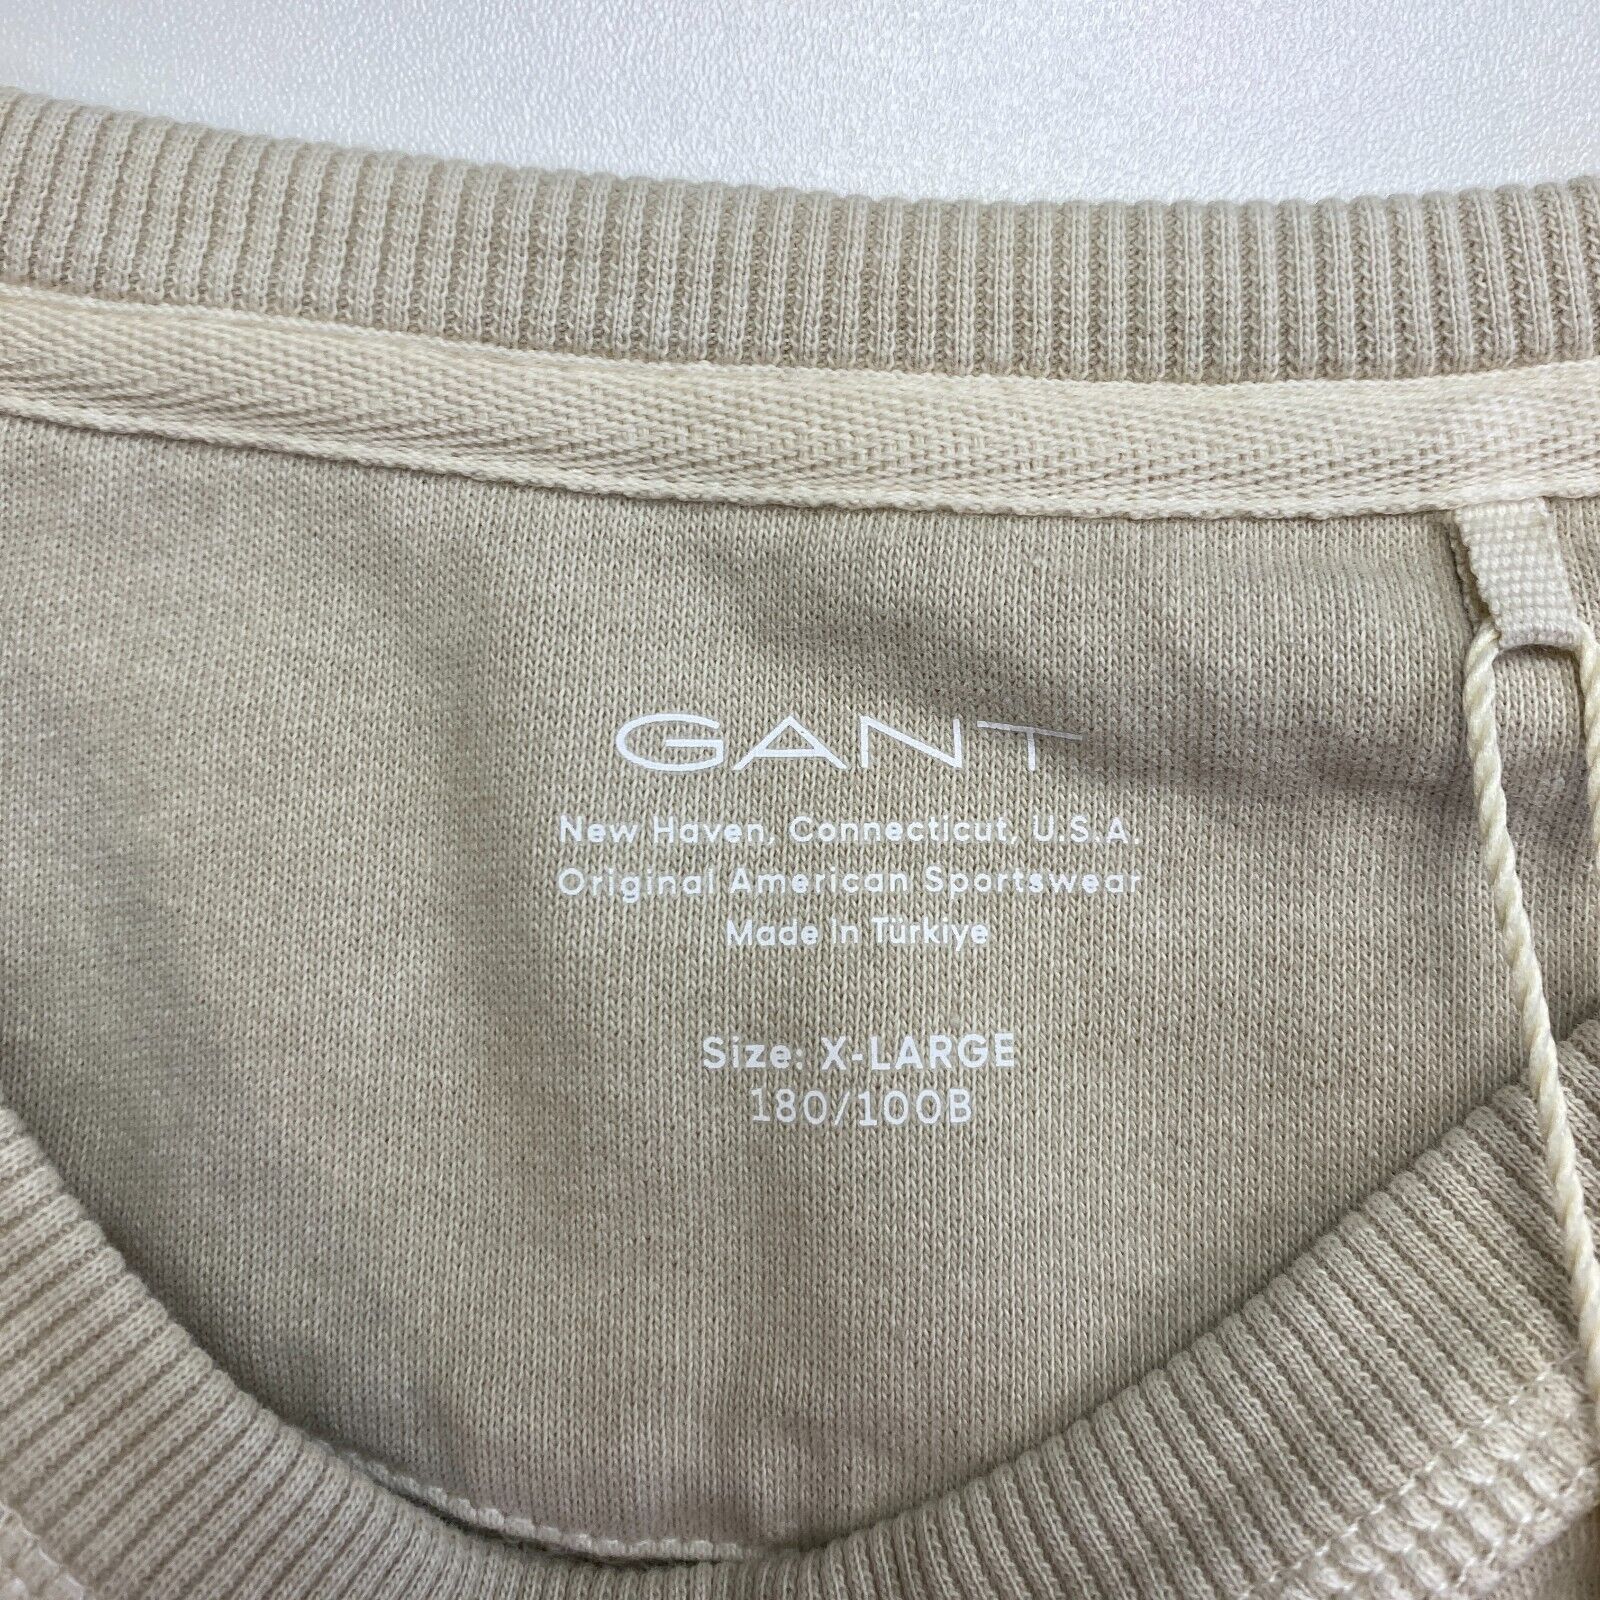 GANT
New Haven, Connecticut, U.S.A.
Original American Sportswear
Made in Türkiye
Size: X-LARGE
180/100B